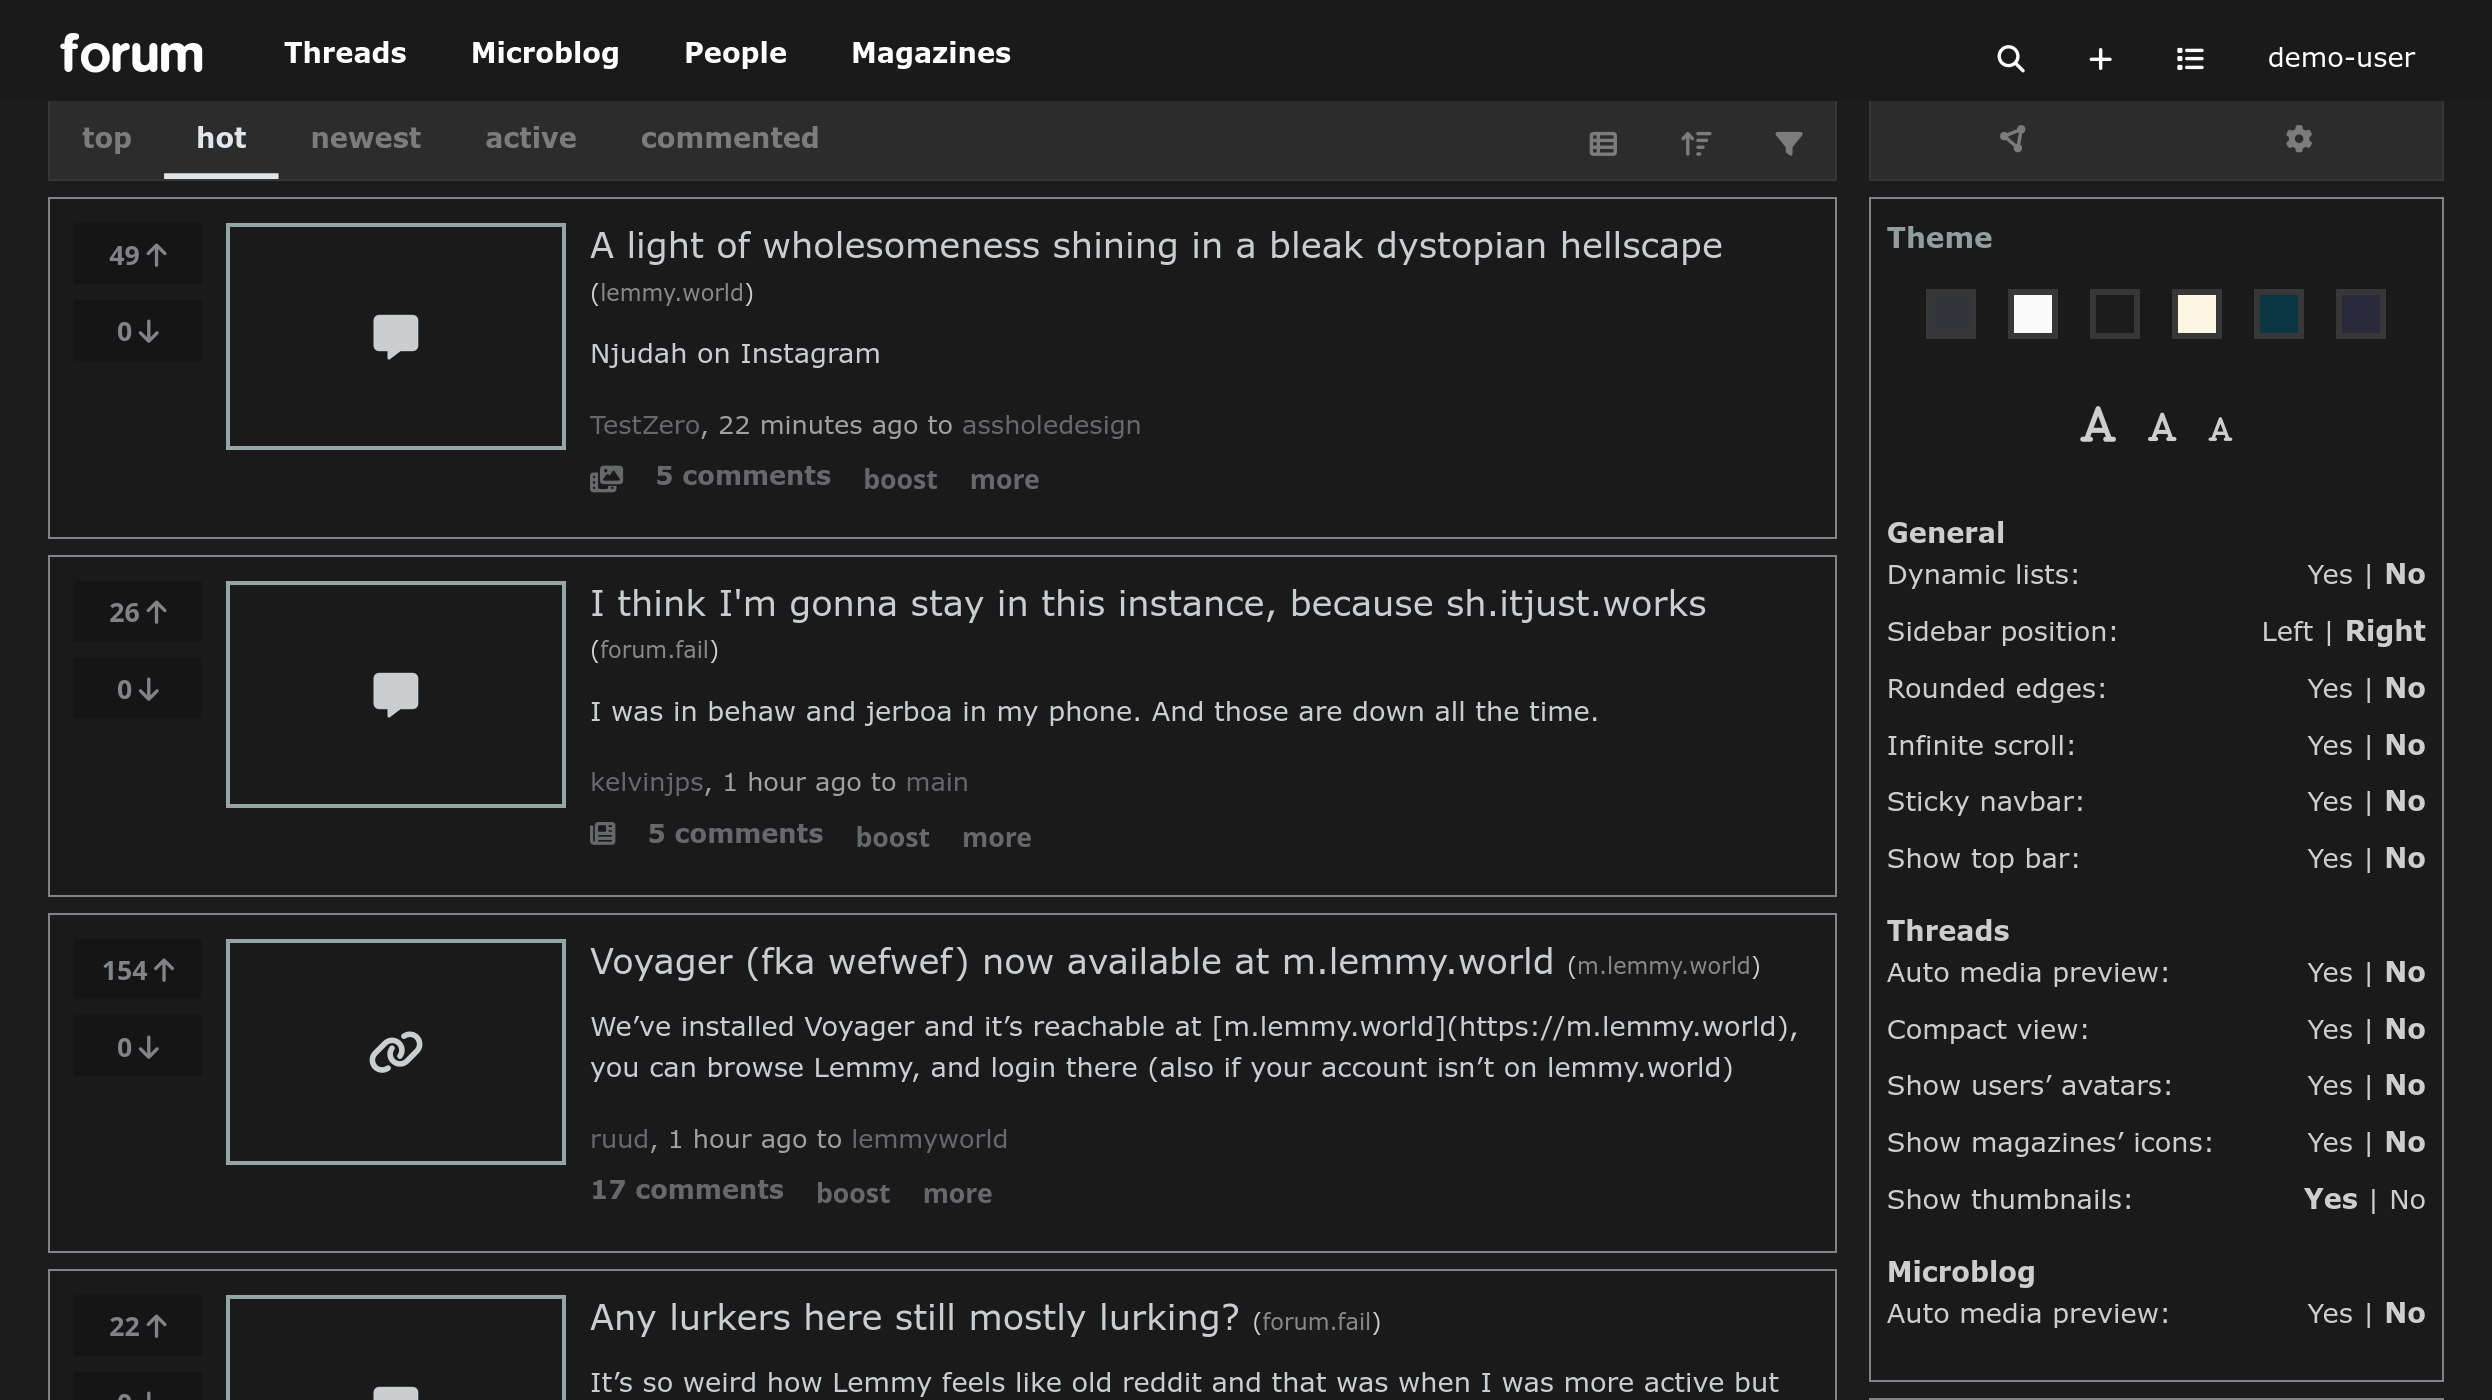 forum Threads Microblog People Magazines demo-user
top hot newest active commented
49
0
A light of wholesomeness shining in a bleak dystopian hellscape
(lemmy.world)
Njudah on Instagram
TestZero, 22 minutes ago to assholedesign
5 comments boost more
26
0
I think I'm gonna stay in this instance, because sh.itjust.works
(forum.fail)
I was in behaw and jerboa in my phone. And those are down all the time.
kelvinjps, 1 hour ago to main
5 comments boost more
154
0
Voyager (fka wefwef) now available at m.lemmy.world (m.lemmy.world)
We’ve installed Voyager and it’s reachable at [m.lemmy.world](https://m.lemmy.world),
you can browse Lemmy, and login there (also if your account isn’t on lemmy.world)
ruud, 1 hour ago to lemmyworld
17 comments boost more
22
0
Any lurkers here still mostly lurking? (forum.fail)
It’s so weird how Lemmy feels like old reddit and that was when I was more active but
Theme
A A A
General
Dynamic lists: Yes | No
Sidebar position: Left | Right
Rounded edges: Yes | No
Infinite scroll: Yes | No
Sticky navbar: Yes | No
Show top bar: Yes | No
Threads
Auto media preview: Yes | No
Compact view: Yes | No
Show users’ avatars: Yes | No
Show magazines’ icons: Yes | No
Show thumbnails: Yes | No
Microblog
Auto media preview: Yes | No